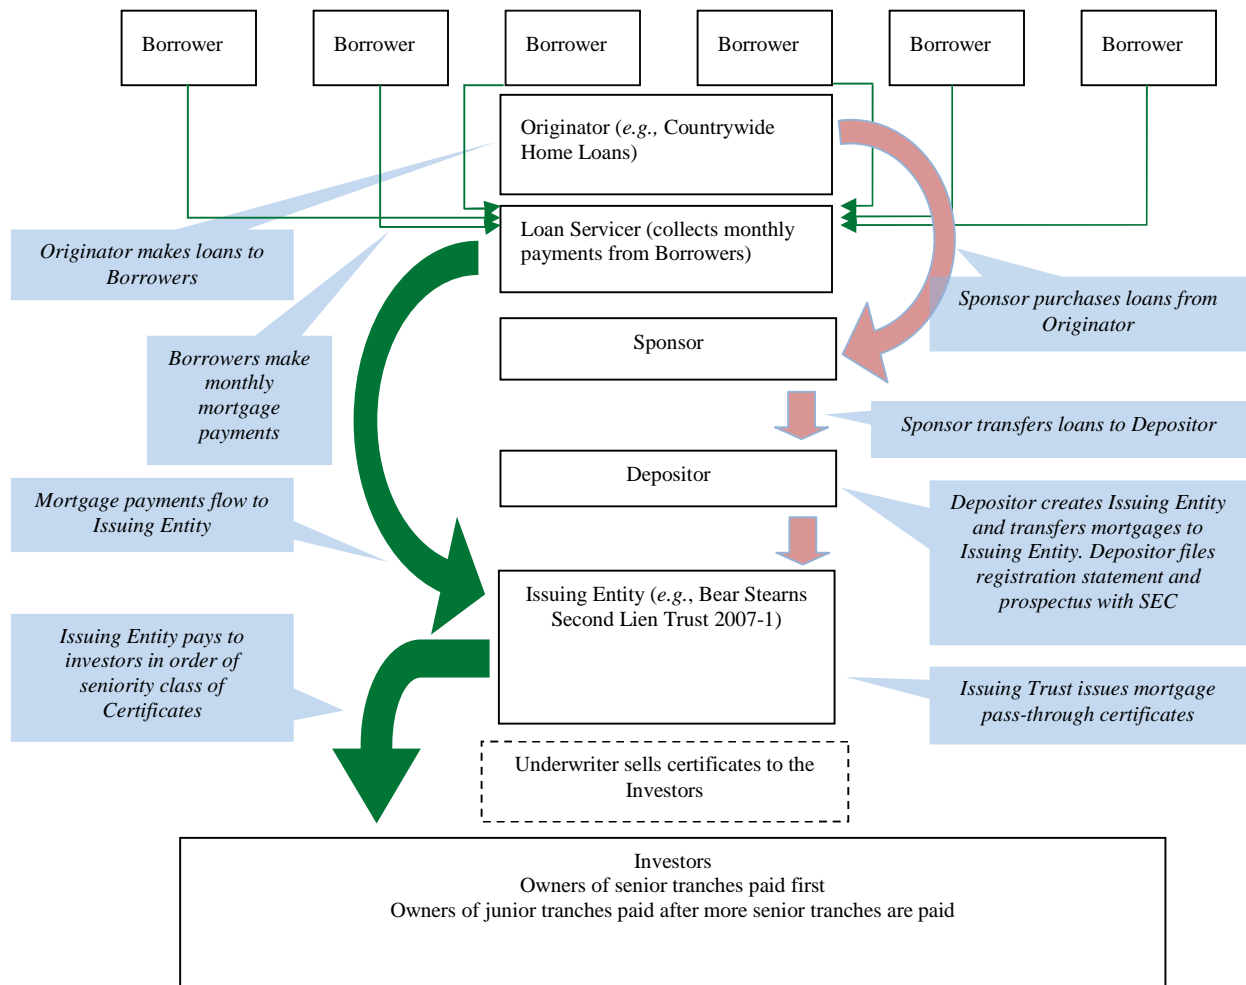 Borrower
Borrower
Borrower
Borrower
Borrower
Borrower
Originator (e.g., Countrywide
Home Loans)
Loan Servicer (collects monthly
payments from Borrowers)
Originator makes loans to
Borrowers
Sponsor purchases loans from
Originator
Sponsor
Borrowers make
monthly
mortgage
payments
Sponsor transfers loans to Depositor
Depositor
Mortgage payments flow to
Issuing Entity
Depositor creates Issuing Entity
and transfers mortgages to
Issuing Entity. Depositor files
registration statement and
prospectus with SEC
Issuing Entity (e.g., Bear Stearns
Second Lien Trust 2007-1)
Issuing Entity pays to
investors in order of
seniority class of
Certificates
Issuing Trust issues mortgage
pass-through certificates
Underwriter sells certificates to the
Investors
Investors
Owners of senior tranches paid first
Owners of junior tranches paid after more senior tranches are paid